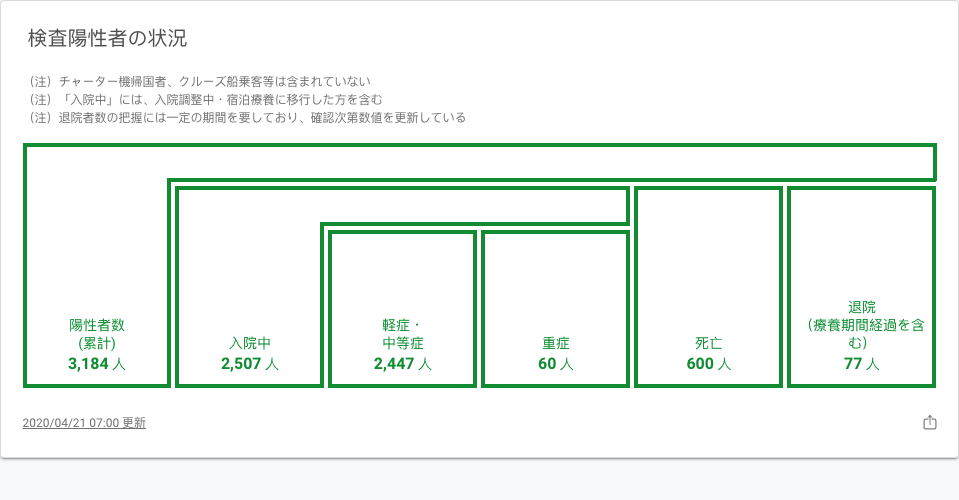 検査陽性者の状況
（注）チャーター機帰国者、クルーズ船乗客等は含まれていない
（注）「入院中」には、入院調整中・宿泊療養に移行した方を含む
（注）退院者数の把握には一定の期間を要しており、確認次第数値を更新している
陽性者数
(累計)
3,184 人
入院中
2,507 人
軽症・
中等症
2,447 人
重症
60 人
死亡
600 人
退院
（療養期間経過を含
む）
77 人
2020/04/21 07:00 更新